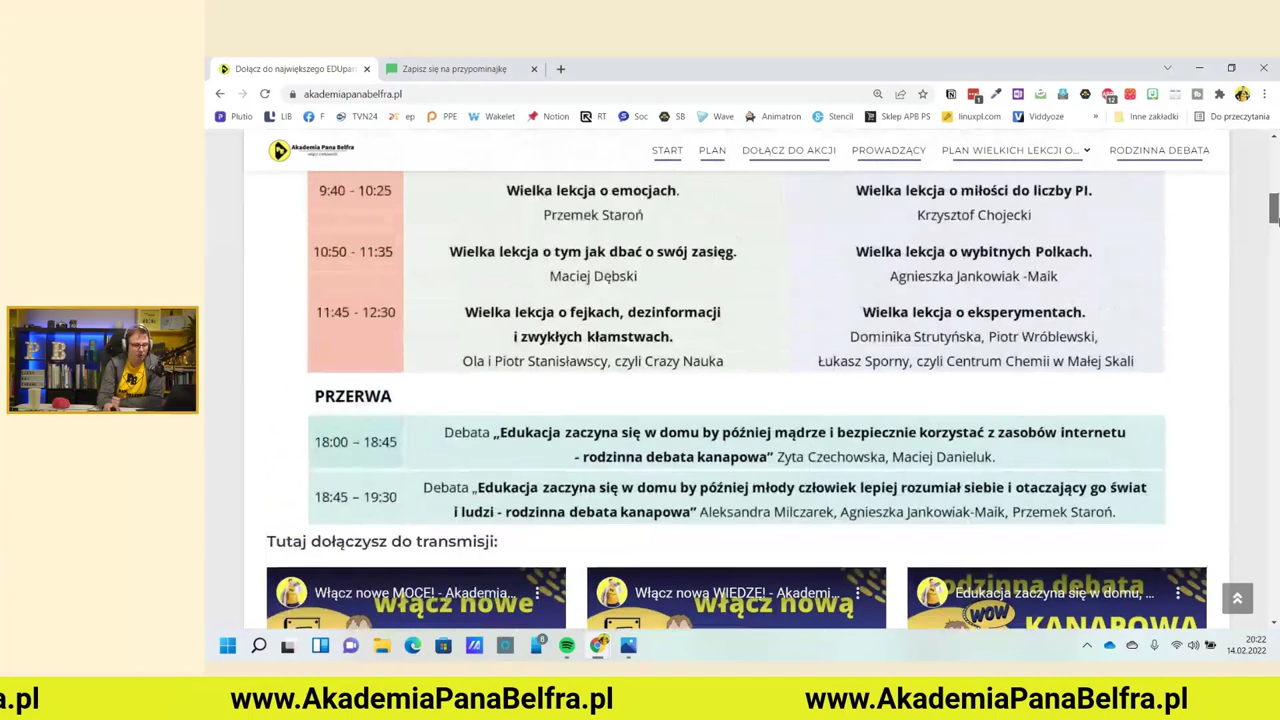 Dołącz do największego EDUpar
Zapisz się na przypominajkę
akademiapanabelfra.pl
Plutio
LIB
F
TVN24
ep
PPE
Wakelet
Notion
RT
Soc
SB
Wave
Animatron
Stencil
Sklep APB PS
linuxpl.com
Viddyoze
»
Inne zakładki
Do przeczytania
Akademia Pana Belfra
START
PLAN
DOŁĄCZ DO AKCJI
PROWADZĄCY
PLAN WIELKICH LEKCJI O...
RODZINNA DEBATA
9:40 - 10:25
Wielka lekcja o emocjach.
Przemek Staroń
Wielka lekcja o miłości do liczby PI.
Krzysztof Chojecki
10:50 - 11:35
Wielka lekcja o tym jak dbać o swój zasięg.
Maciej Dębski
Wielka lekcja o wybitnych Polkach.
Agnieszka Jankowiak -Maik
11:45 - 12:30
Wielka lekcja o fejkach, dezinformacji
i zwykłych kłamstwach.
Ola i Piotr Stanisławscy, czyli Crazy Nauka
Wielka lekcja o eksperymentach.
Dominika Strutyńska, Piotr Wróblewski,
Łukasz Sporny, czyli Centrum Chemii w Małej Skali
PRZERWA
18:00 – 18:45
Debata „Edukacja zaczyna się w domu by później mądrze i bezpiecznie korzystać z zasobów internetu
- rodzinna debata kanapowa” Zyta Czechowska, Maciej Danieluk.
18:45 – 19:30
Debata „Edukacja zaczyna się w domu by później młody człowiek lepiej rozumiał siebie i otaczający go świat
i ludzi - rodzinna debata kanapowa” Aleksandra Milczarek, Agnieszka Jankowiak-Maik, Przemek Staroń.
Tutaj dołączysz do transmisji:
Włącz nowe MOCE! - Akademia...
włącz nowe
Włącz nową WIEDZĘ! - Akademi...
włącz nową
Edukacja zaczyna się w domu, ...
rodzinna debata
WOW
KANAPOWA
P B
20:22
14.02.2022
a.pl
www.AkademiaPanaBelfra.pl
www.AkademiaPanaBelfra.pl